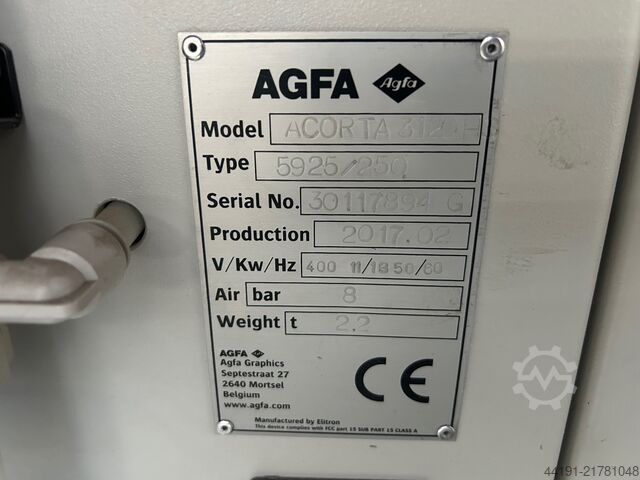 AGFA Agfa
Model ACORTA
Type 5925/250
Serial No. 30117894 G
Production 2017.02
V/Kw/Hz 400 11/18 50/60
Air bar 8
Weight t 2.2
AGFA
Agfa Graphics
Septestraat 27
2640 Mortsel
Belgium
www.agfa.com
CE
Manufactured by Elitron
This device complies with FCC part 15 SUB PART 15 CLASS A
44191-21781048